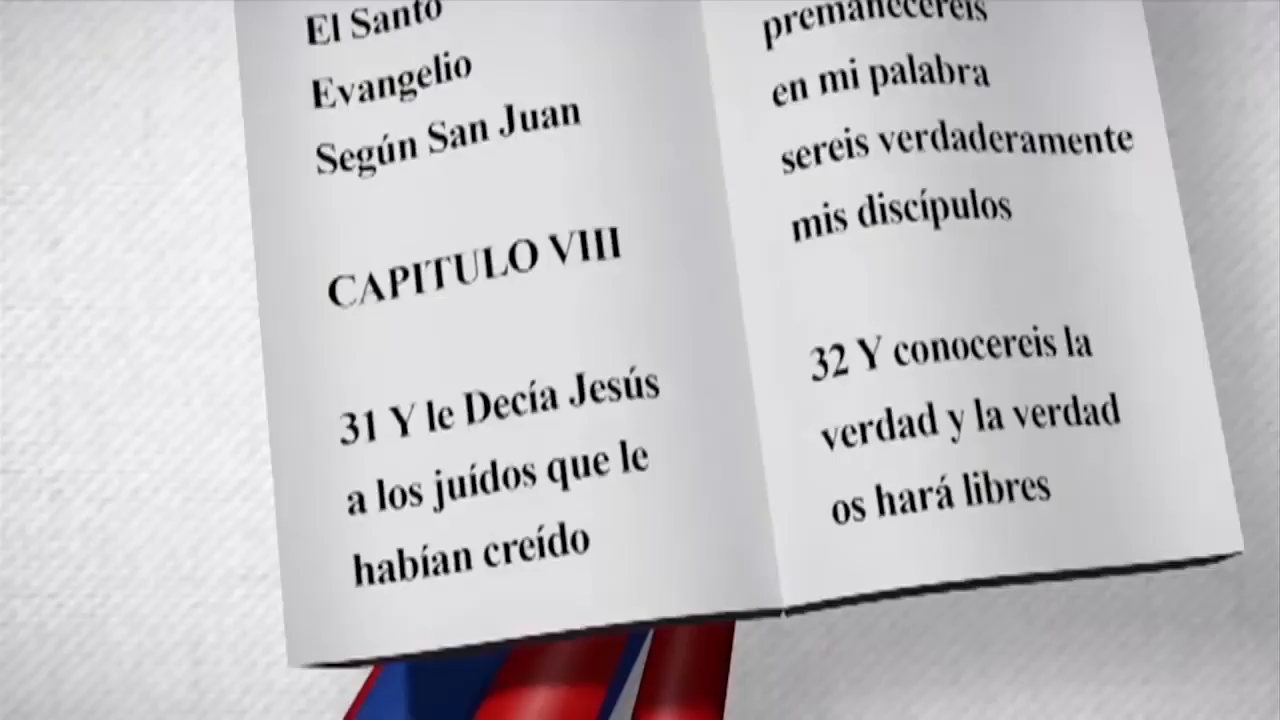 El Santo
Evangelio
Según San Juan
CAPITULO VIII
31 Y le Decía Jesús
a los juídos que le
habían creído
premanecereis
en mi palabra
sereis verdaderamente
mis discípulos
32 Y conocereis la
verdad y la verdad
os hará libres